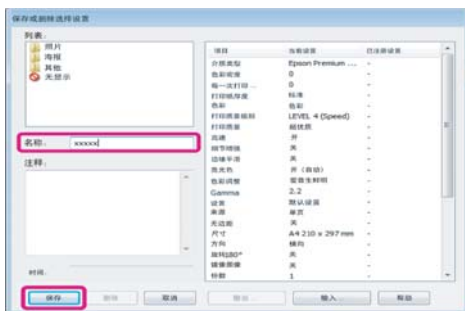 保存或删除选择设置
列表:
照片
海报
其他
无显示
名称: xxxxx
注释:
时间:
项目 当前设置 已注册设置
介质类型 Epson Premium ... -
色彩密度 0 -
每一次打印 ... 0 -
打印纸厚度 标准 -
色彩 色彩 -
打印质量级别 LEVEL 4 (Speed) -
打印质量 超优质 -
高速 开 -
细节增强 关 -
边缘平滑 关 -
黑光色 开 (自动) -
色彩调整 爱普生鲜明 -
Gamma 2.2 -
设置 默认设置 -
来源 单页 -
无边距 关 -
尺寸 A4 210 x 297 mm -
方向 横向 -
旋转180° 关 -
镜像图像 关 -
份数 1 -
保存 删除 取消 输出... 输入... 帮助